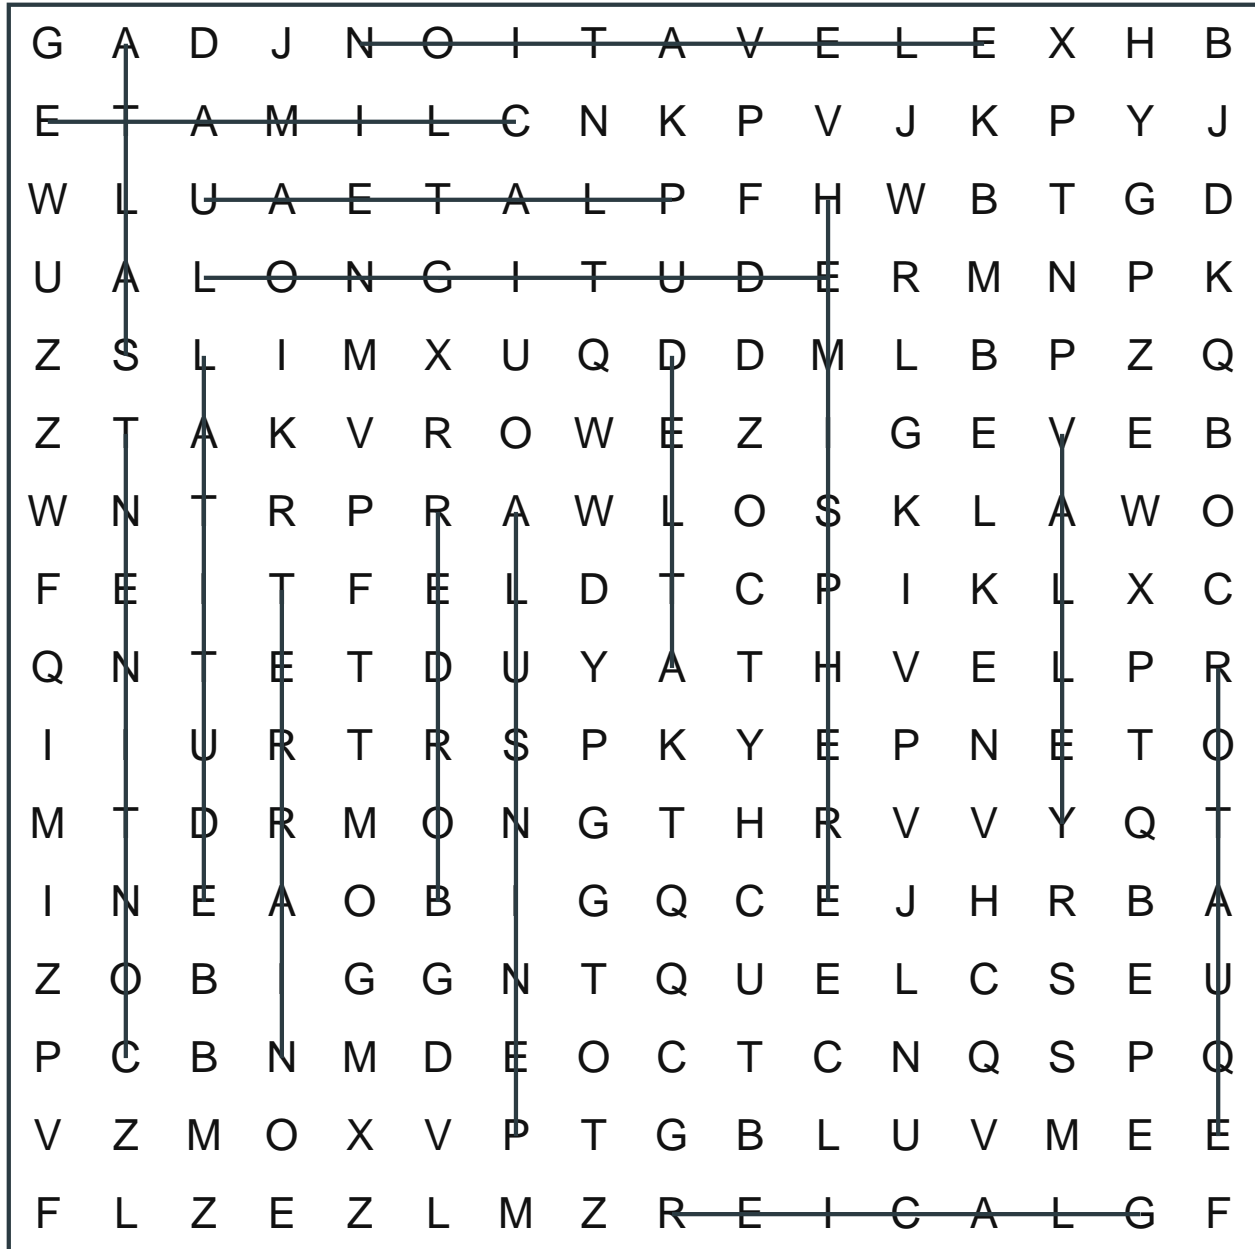 G A D J N O I T A V E L E X H B
E T A M I L C N K P V J K P Y J
W L U A E T A L P F H W B T G D
U A L O N G I T U D E R M N P K
Z S L I M X U Q D D M L B P Z Q
Z T A K V R O W E Z I G E V E B
W N T R P R A W L O S K L A W O
F E I T F E L D T C P I K L X C
Q N T E T D U Y A T H V E L P R
I I U R T R S P K Y E P N E T O
M T D R M O N G T H R V V Y Q T
I N E A O B I G Q C E J H R B A
Z O B I G G N T Q U E L C S E U
P C B N M D E O C T C N Q S P Q
V Z M O X V P T G B L U V M E E
F L Z E Z L M Z R E I C A L G F